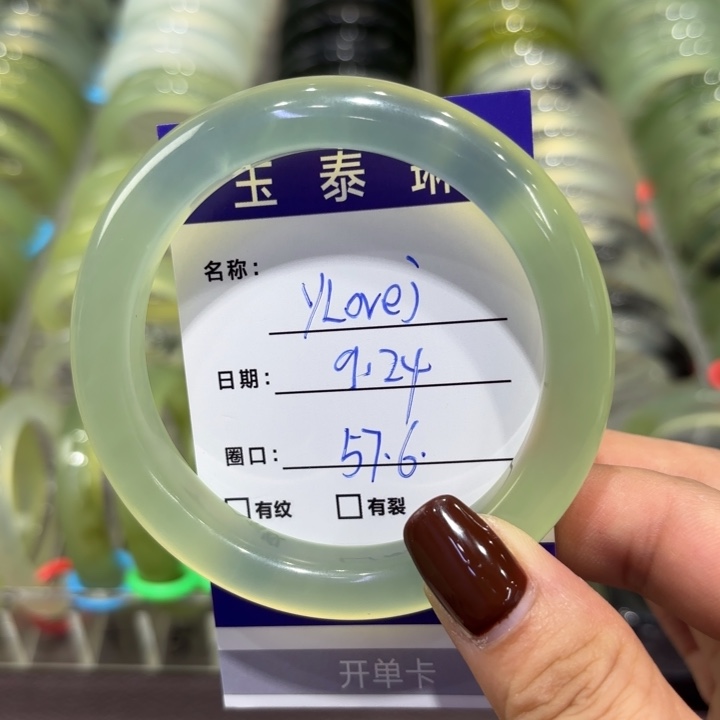 玉泰琳
名称：yLovej
日期：9.24
圈口：57.6.
□有纹 □有裂
开单卡